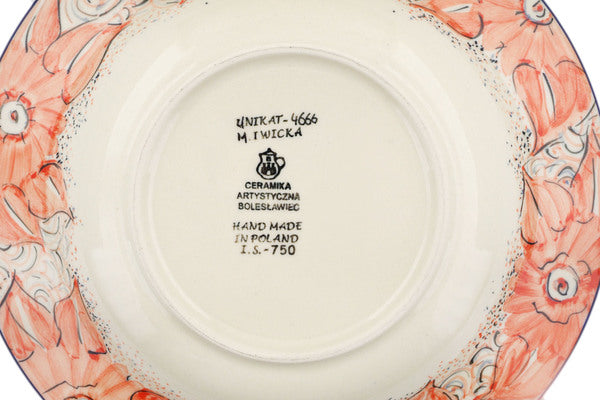 UNIKAT-4666
M. IWICKA
CERAMIKA
ARTYSTYCZNA
BOLESŁAWIEC
HAND MADE
IN POLAND
I.S.-750